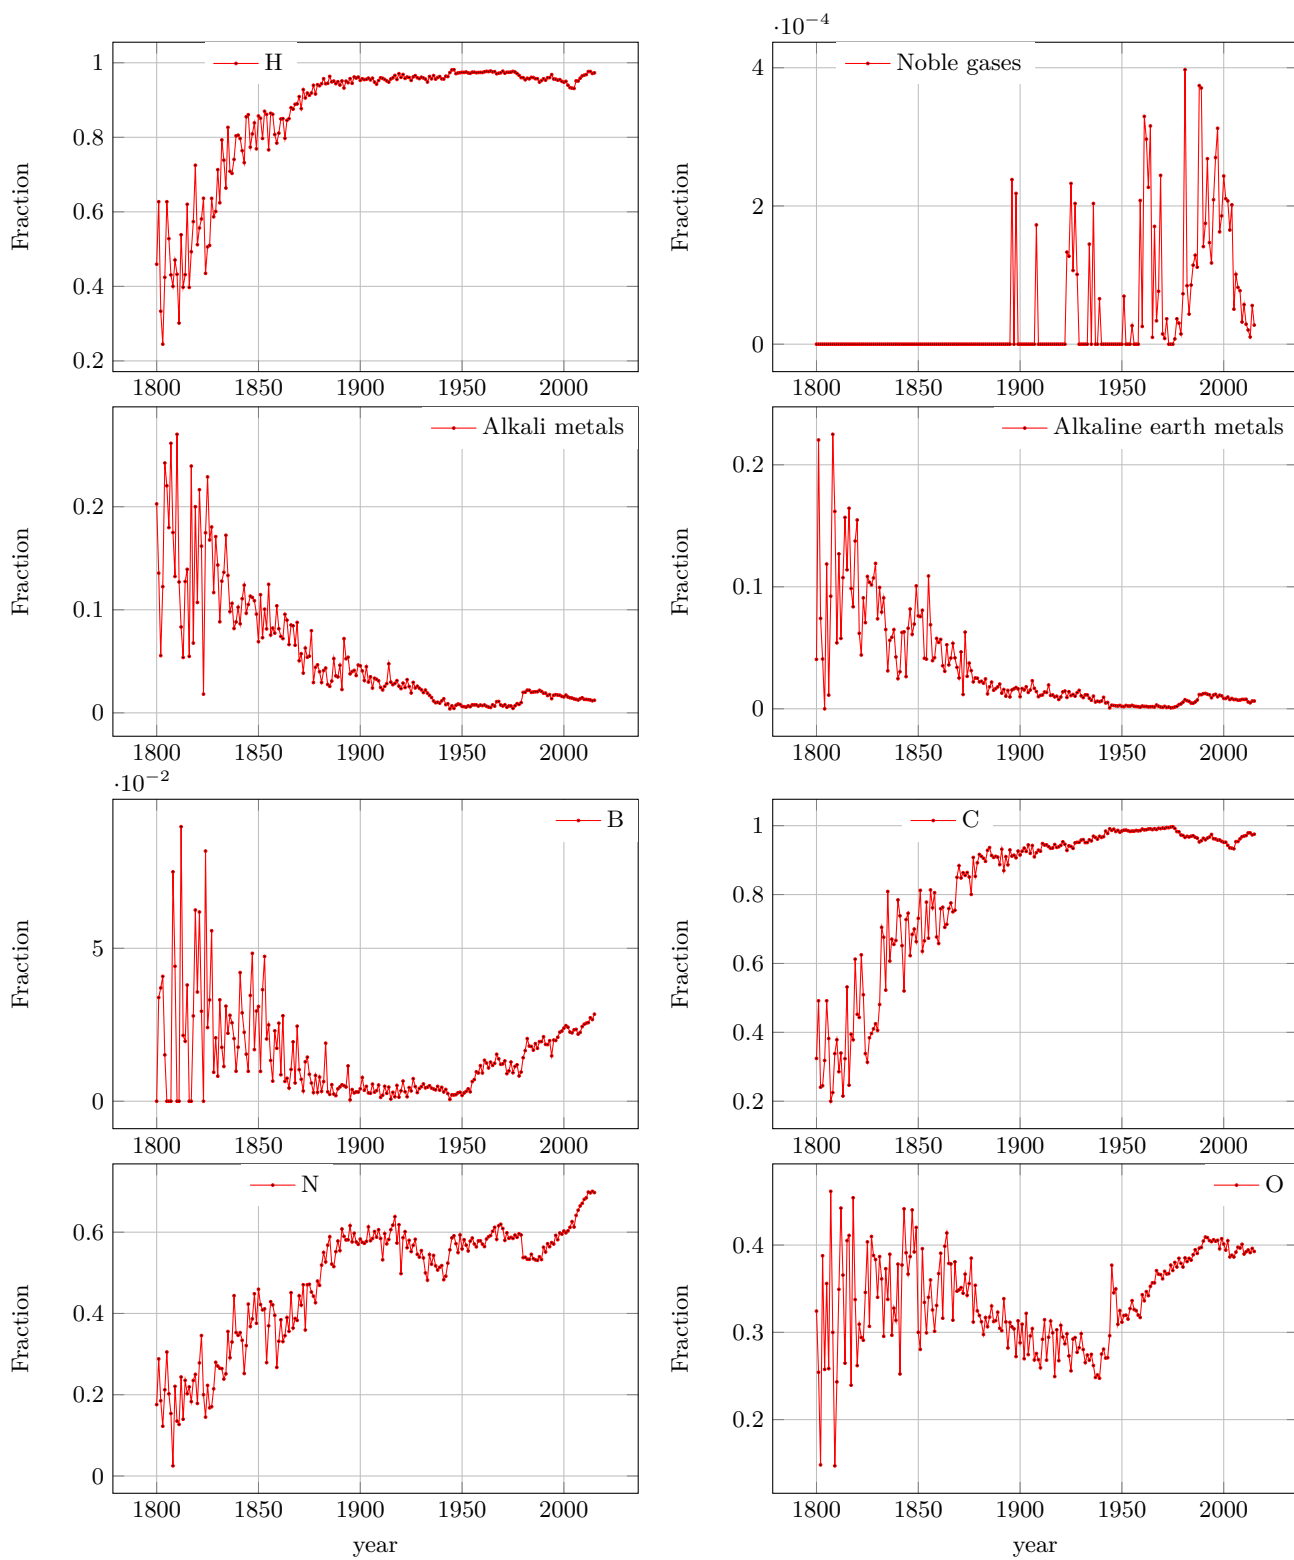 H
1
0.8
0.6
0.4
0.2
Fraction
1800 1850 1900 1950 2000
·10⁻⁴
Noble gases
4
2
0
Fraction
1800 1850 1900 1950 2000
Alkali metals
0.2
0.1
0
Fraction
1800 1850 1900 1950 2000
Alkaline earth metals
0.2
0.1
0
Fraction
1800 1850 1900 1950 2000
·10⁻²
B
5
0
Fraction
1800 1850 1900 1950 2000
C
1
0.8
0.6
0.4
0.2
Fraction
1800 1850 1900 1950 2000
N
0.6
0.4
0.2
0
Fraction
1800 1850 1900 1950 2000
year
O
0.4
0.3
0.2
Fraction
1800 1850 1900 1950 2000
year